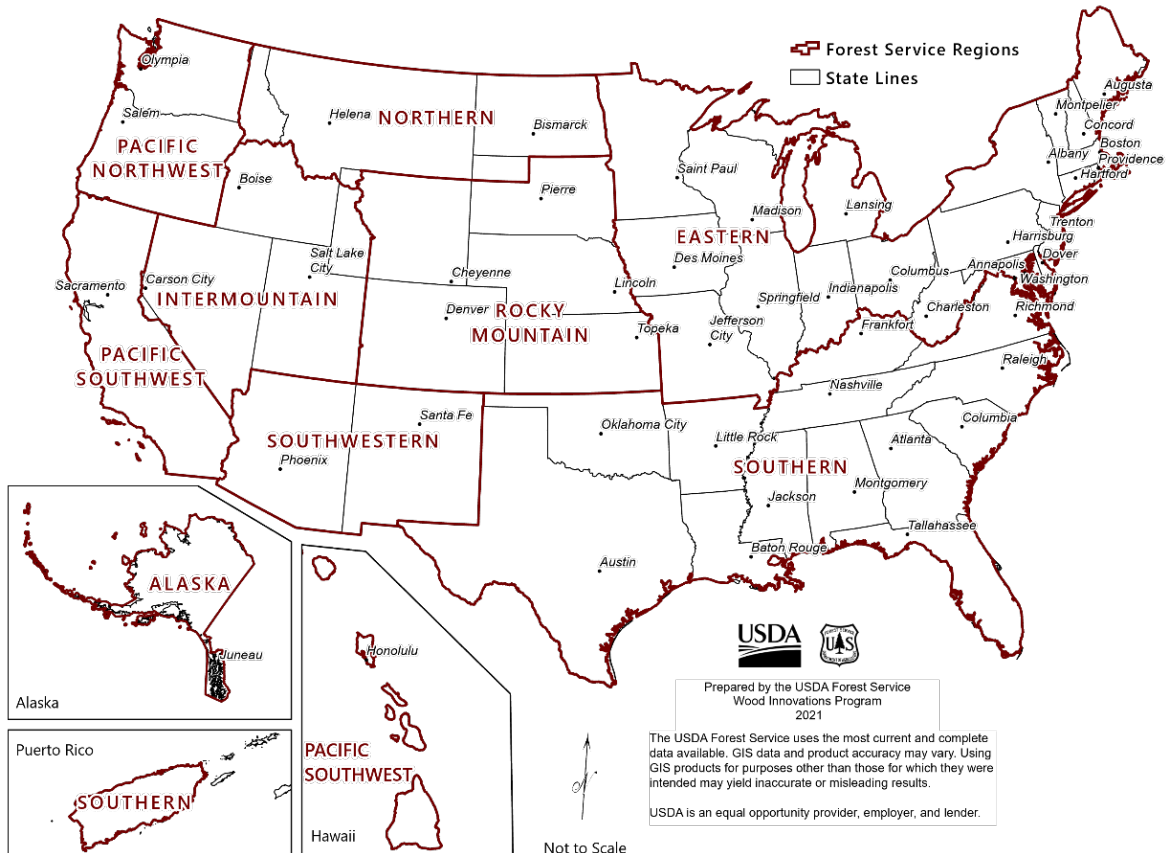 Forest Service Regions
State Lines
Olympia
Salem
PACIFIC
NORTHWEST
Helena
NORTHERN
Bismarck
Boise
Pierre
Saint Paul
Madison
Lansing
Augusta
Montpelier
Concord
Boston
Albany
Providence
Hartford
Trenton
Harrisburg
Dover
Annapolis
Washington
EASTERN
Des Moines
Columbus
Indianapolis
Springfield
Charleston
Richmond
Salt Lake
City
Cheyenne
Lincoln
Sacramento
Carson City
INTERMOUNTAIN
Denver
ROCKY
MOUNTAIN
Topeka
Jefferson
City
Frankfort
PACIFIC
SOUTHWEST
Raleigh
Nashville
Santa Fe
SOUTHWESTERN
Phoenix
Oklahoma City
Little Rock
Columbia
Atlanta
SOUTHERN
Jackson
Montgomery
Tallahassee
Baton Rouge
Austin
ALASKA
Juneau
Alaska
Honolulu
PACIFIC
SOUTHWEST
Hawaii
Puerto Rico
SOUTHERN
Not to Scale
USDA
FOREST SERVICE
U S
DEPARTMENT OF AGRICULTURE
Prepared by the USDA Forest Service
Wood Innovations Program
2021
The USDA Forest Service uses the most current and complete
data available. GIS data and product accuracy may vary. Using
GIS products for purposes other than those for which they were
intended may yield inaccurate or misleading results.
USDA is an equal opportunity provider, employer, and lender.